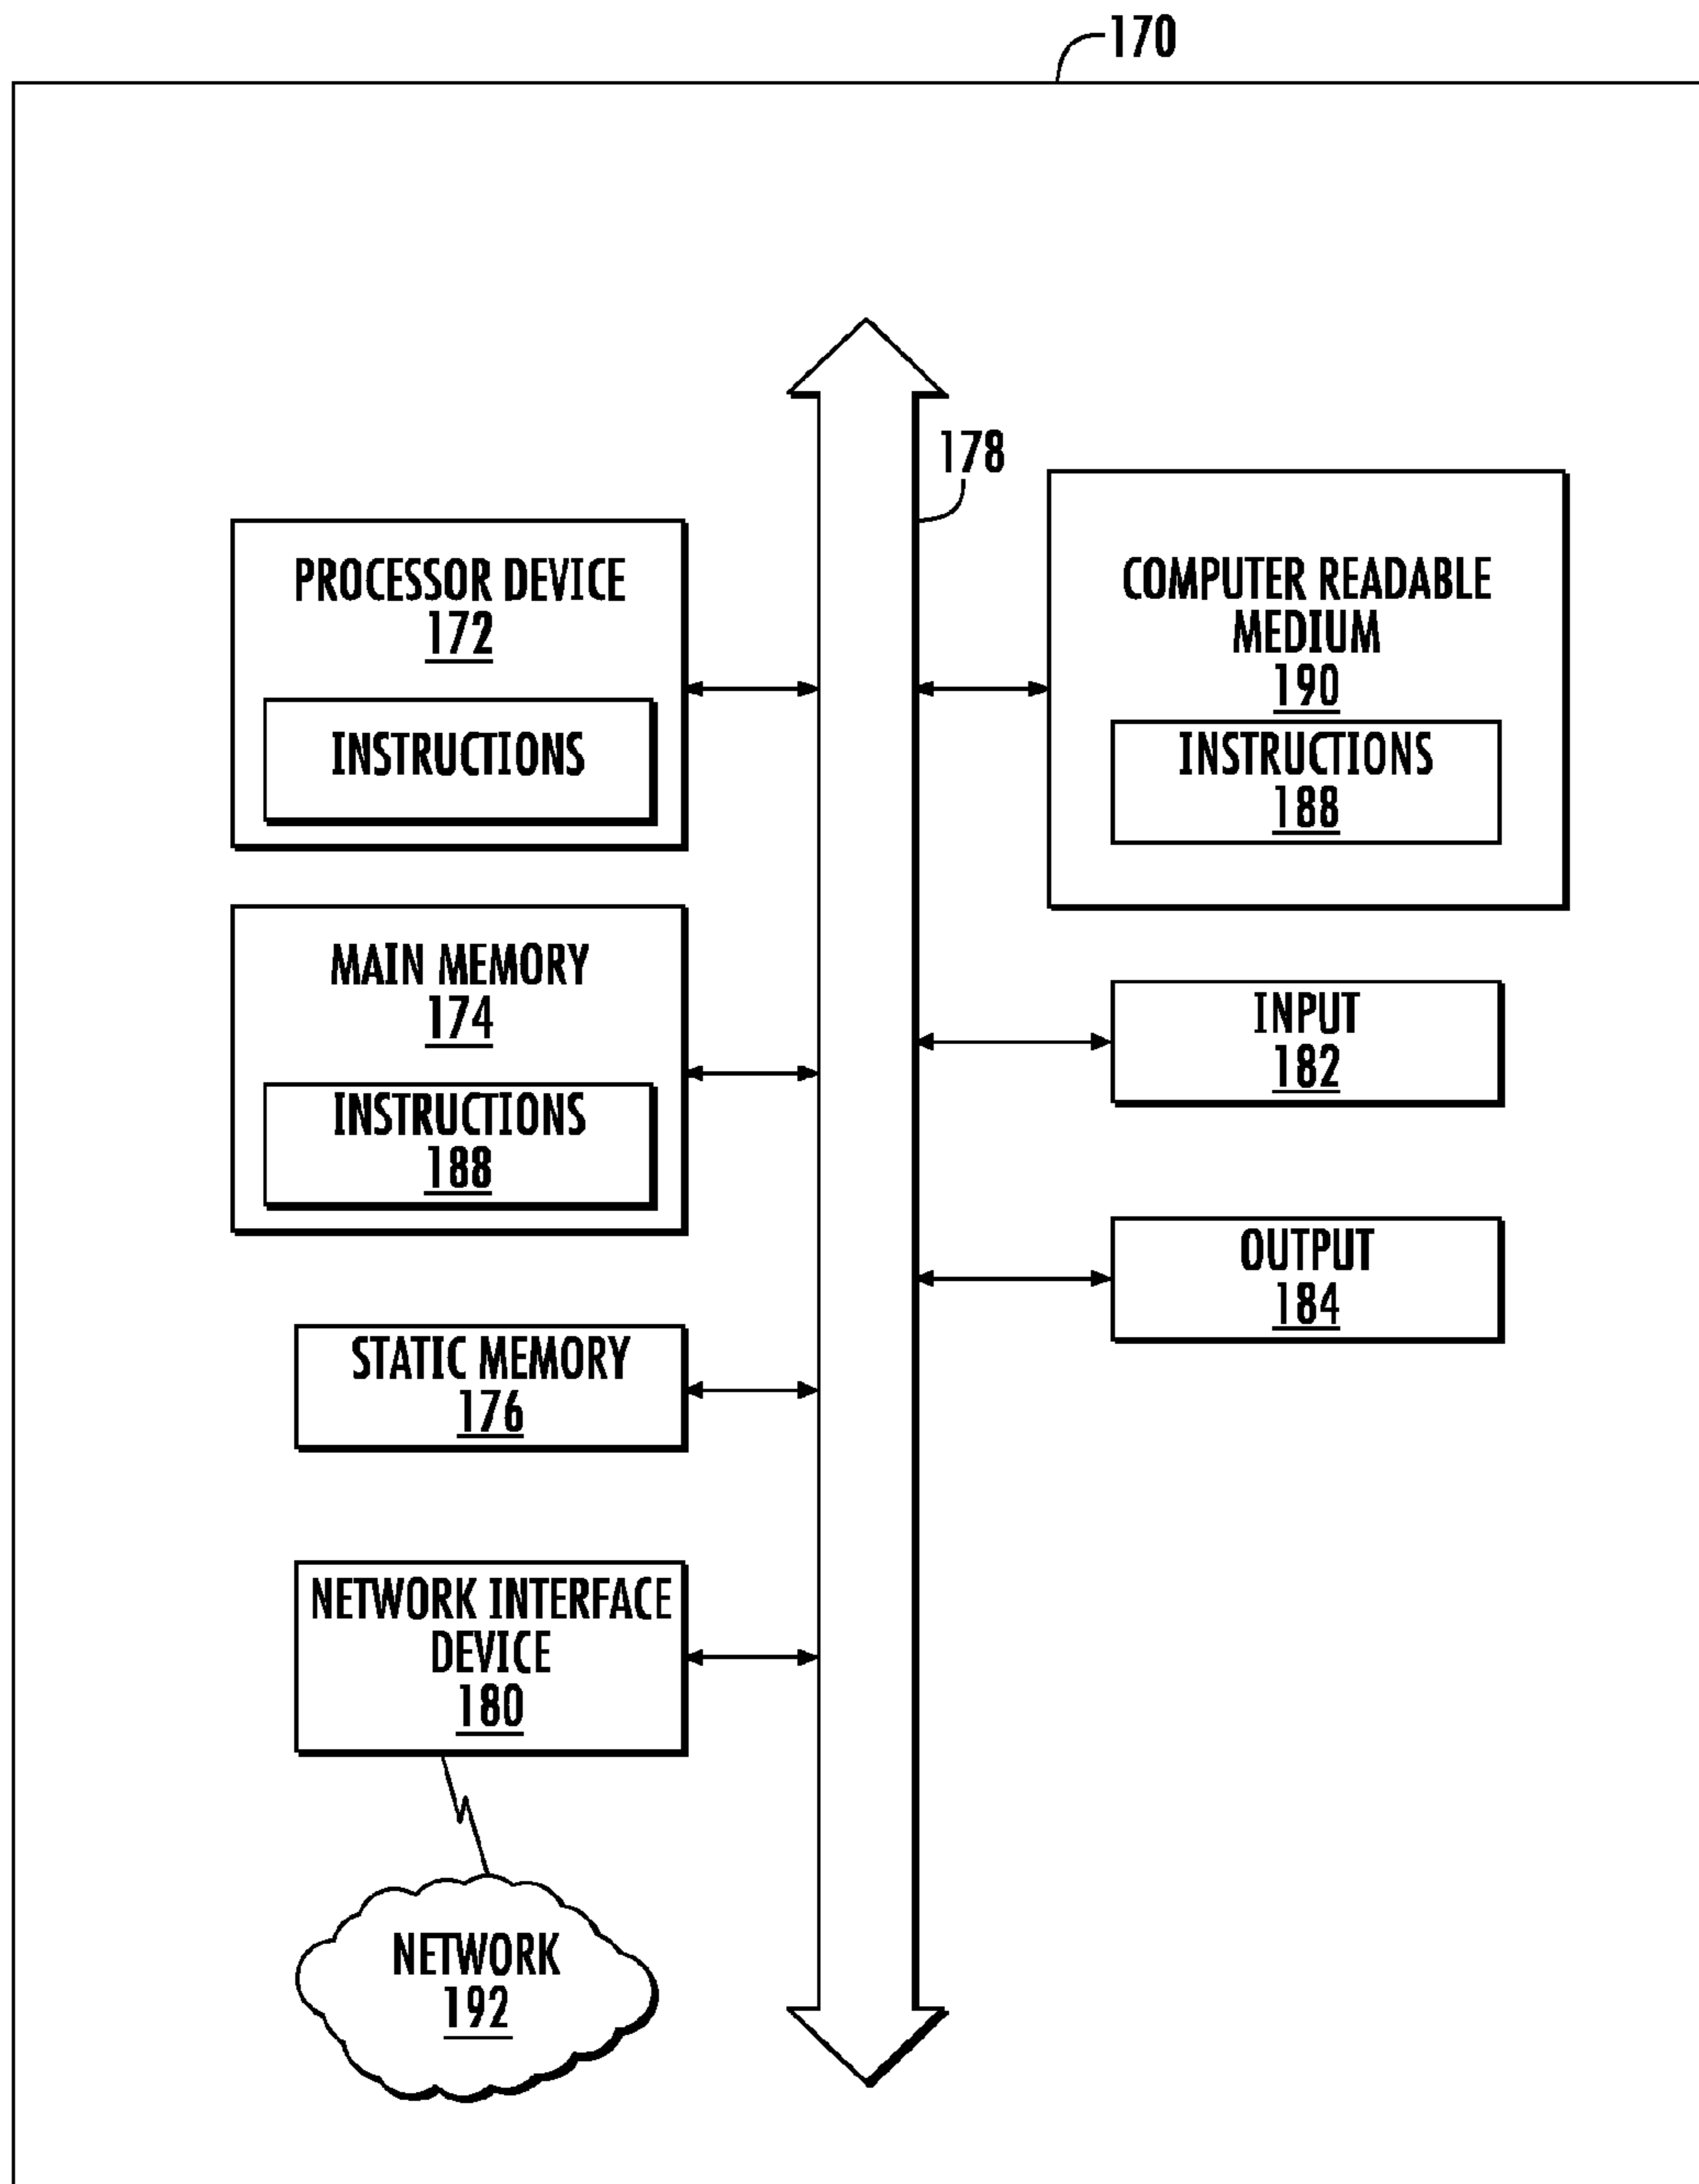 170
178
PROCESSOR DEVICE
172
INSTRUCTIONS
COMPUTER READABLE
MEDIUM
190
INSTRUCTIONS
188
MAIN MEMORY
174
INSTRUCTIONS
188
INPUT
182
OUTPUT
184
STATIC MEMORY
176
NETWORK INTERFACE
DEVICE
180
NETWORK
192